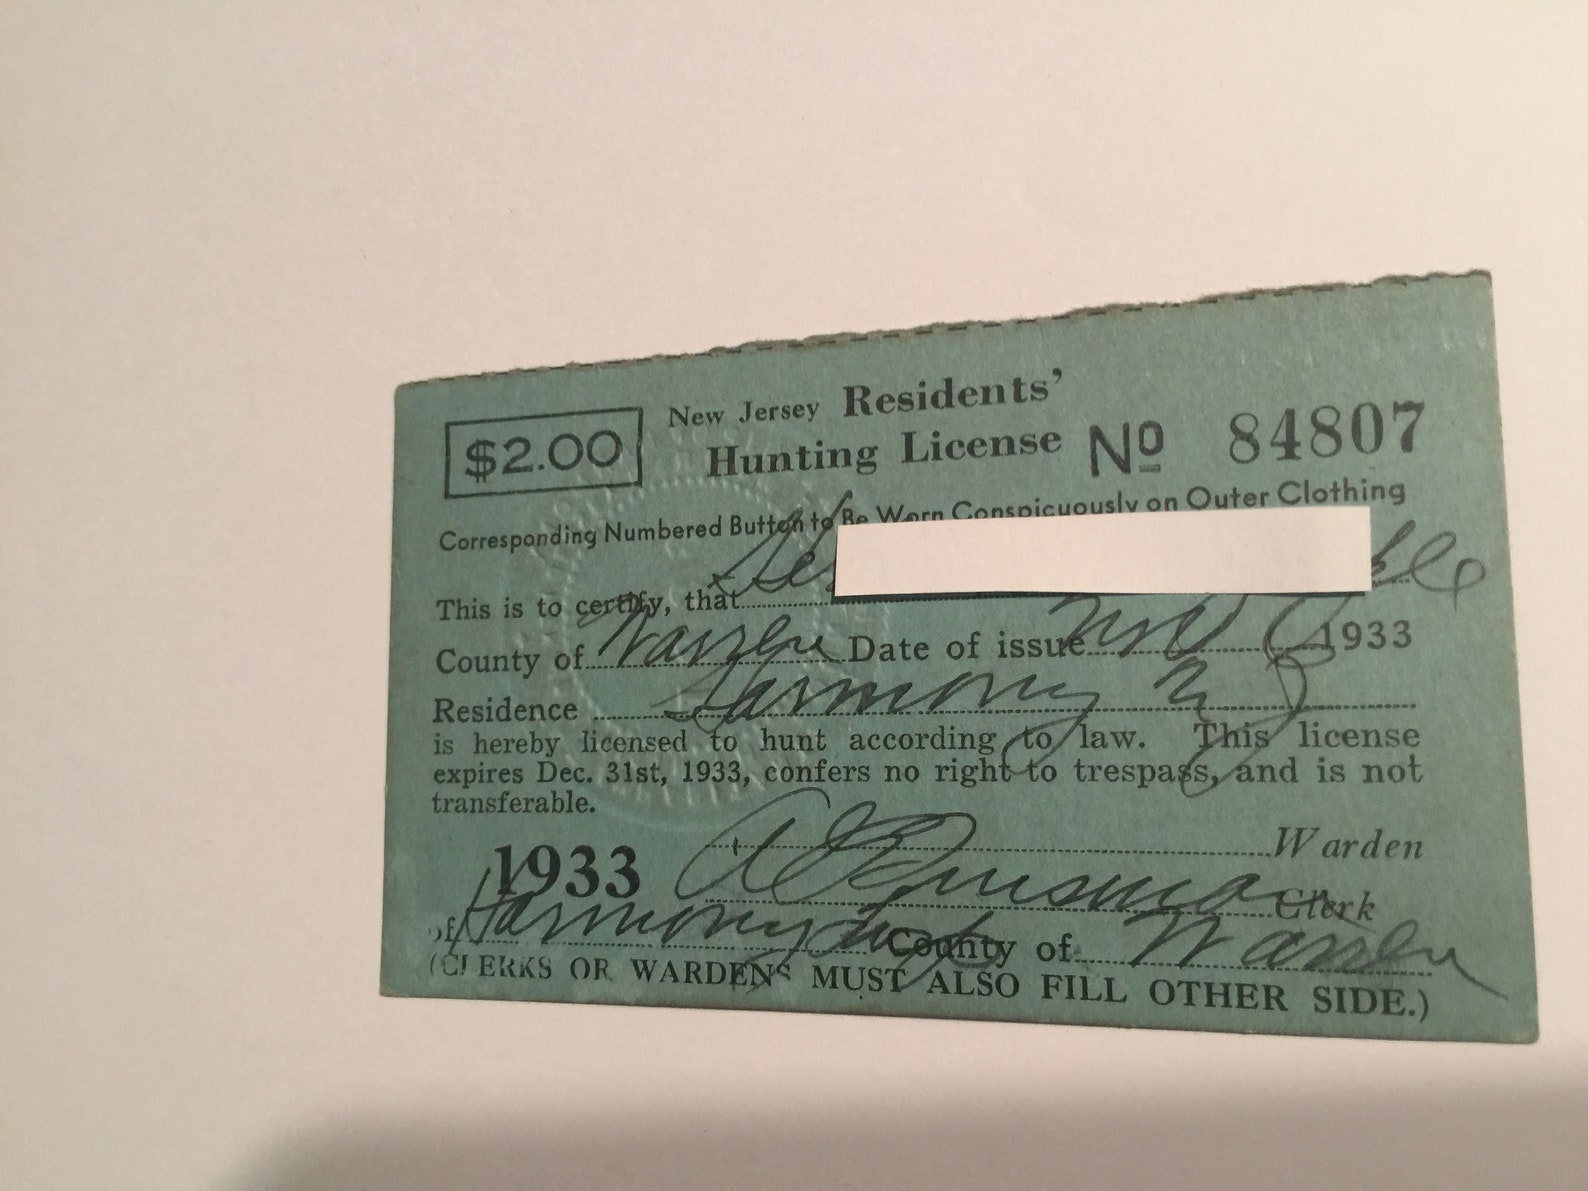 $2.00
New Jersey Residents'
Hunting License No 84807
Corresponding Numbered Button to Be Worn Conspicuously on Outer Clothing
This is to certify, that
County of Warren Date of issue Nov 1933
Residence Harmony N J
is hereby licensed to hunt according to law. This license
expires Dec. 31st, 1933, confers no right to trespass, and is not
transferable.
Warden
1933 Clerk
of Harmony Twp County of Warren
(CLERKS OR WARDENS MUST ALSO FILL OTHER SIDE.)